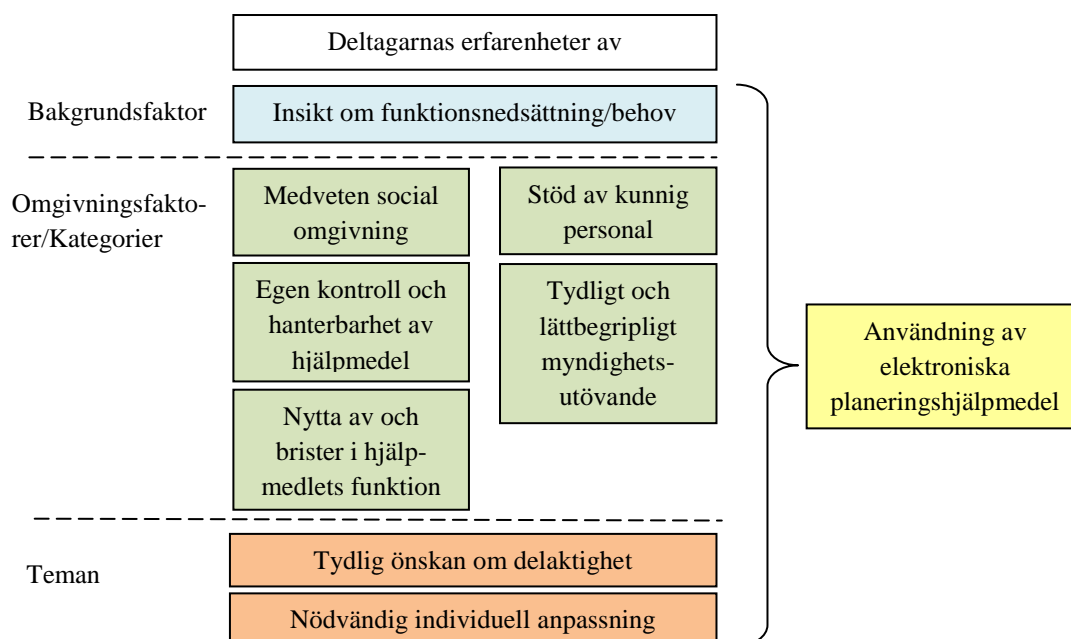 Deltagarnas erfarenheter av
Bakgrundsfaktor
Insikt om funktionsnedsättning/behov
Omgivningsfakto-
rer/Kategorier
Medveten social
omgivning
Stöd av kunnig
personal
Egen kontroll och
hanterbarhet av
hjälpmedel
Tydligt och
lättbegripligt
myndighets-
utövande
Nytta av och
brister i hjälp-
medlets funktion
Användning av
elektroniska
planeringshjälpmedel
Teman
Tydlig önskan om delaktighet
Nödvändig individuell anpassning